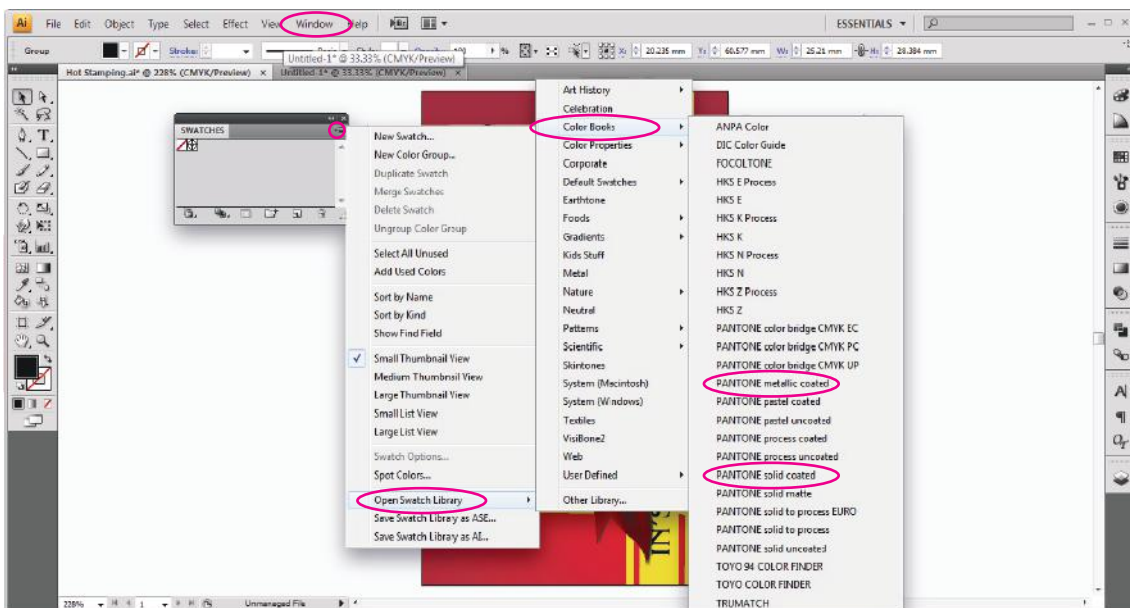 Ai File Edit Object Type Select Effect View Window Help Br ESSENTIALS
Group Stroke: Basic Style: Opacity: 100 % X: 20.235 mm Y: 60.577 mm W: 25.21 mm H: 28.384 mm
Untitled-1* @ 33.33% (CMYK/Preview)
Hot Stamping.ai* @ 228% (CMYK/Preview) × Untitled-1* @ 33.33% (CMYK/Preview) ×
SWATCHES
New Swatch...
New Color Group...
Duplicate Swatch
Merge Swatches
Delete Swatch
Ungroup Color Group
Select All Unused
Add Used Colors
Sort by Name
Sort by Kind
Show Find Field
Small Thumbnail View
Medium Thumbnail View
Large Thumbnail View
Small List View
Large List View
Swatch Options...
Spot Colors...
Open Swatch Library
Save Swatch Library as ASE...
Save Swatch Library as AI...
Art History
Celebration
Color Books
Color Properties
Corporate
Default Swatches
Earthtone
Foods
Gradients
Kids Stuff
Metal
Nature
Neutral
Patterns
Scientific
Skintones
System (Macintosh)
System (Windows)
Textiles
VisiBone2
Web
User Defined
Other Library...
ANPA Color
DIC Color Guide
FOCOLTONE
HKS E Process
HKS E
HKS K Process
HKS K
HKS N Process
HKS N
HKS Z Process
HKS Z
PANTONE color bridge CMYK EC
PANTONE color bridge CMYK PC
PANTONE color bridge CMYK UP
PANTONE metallic coated
PANTONE pastel coated
PANTONE pastel uncoated
PANTONE process coated
PANTONE process uncoated
PANTONE solid coated
PANTONE solid matte
PANTONE solid to process EURO
PANTONE solid to process
PANTONE solid uncoated
TOYO 94 COLOR FINDER
TOYO COLOR FINDER
TRUMATCH
228% 1 Unmanaged File